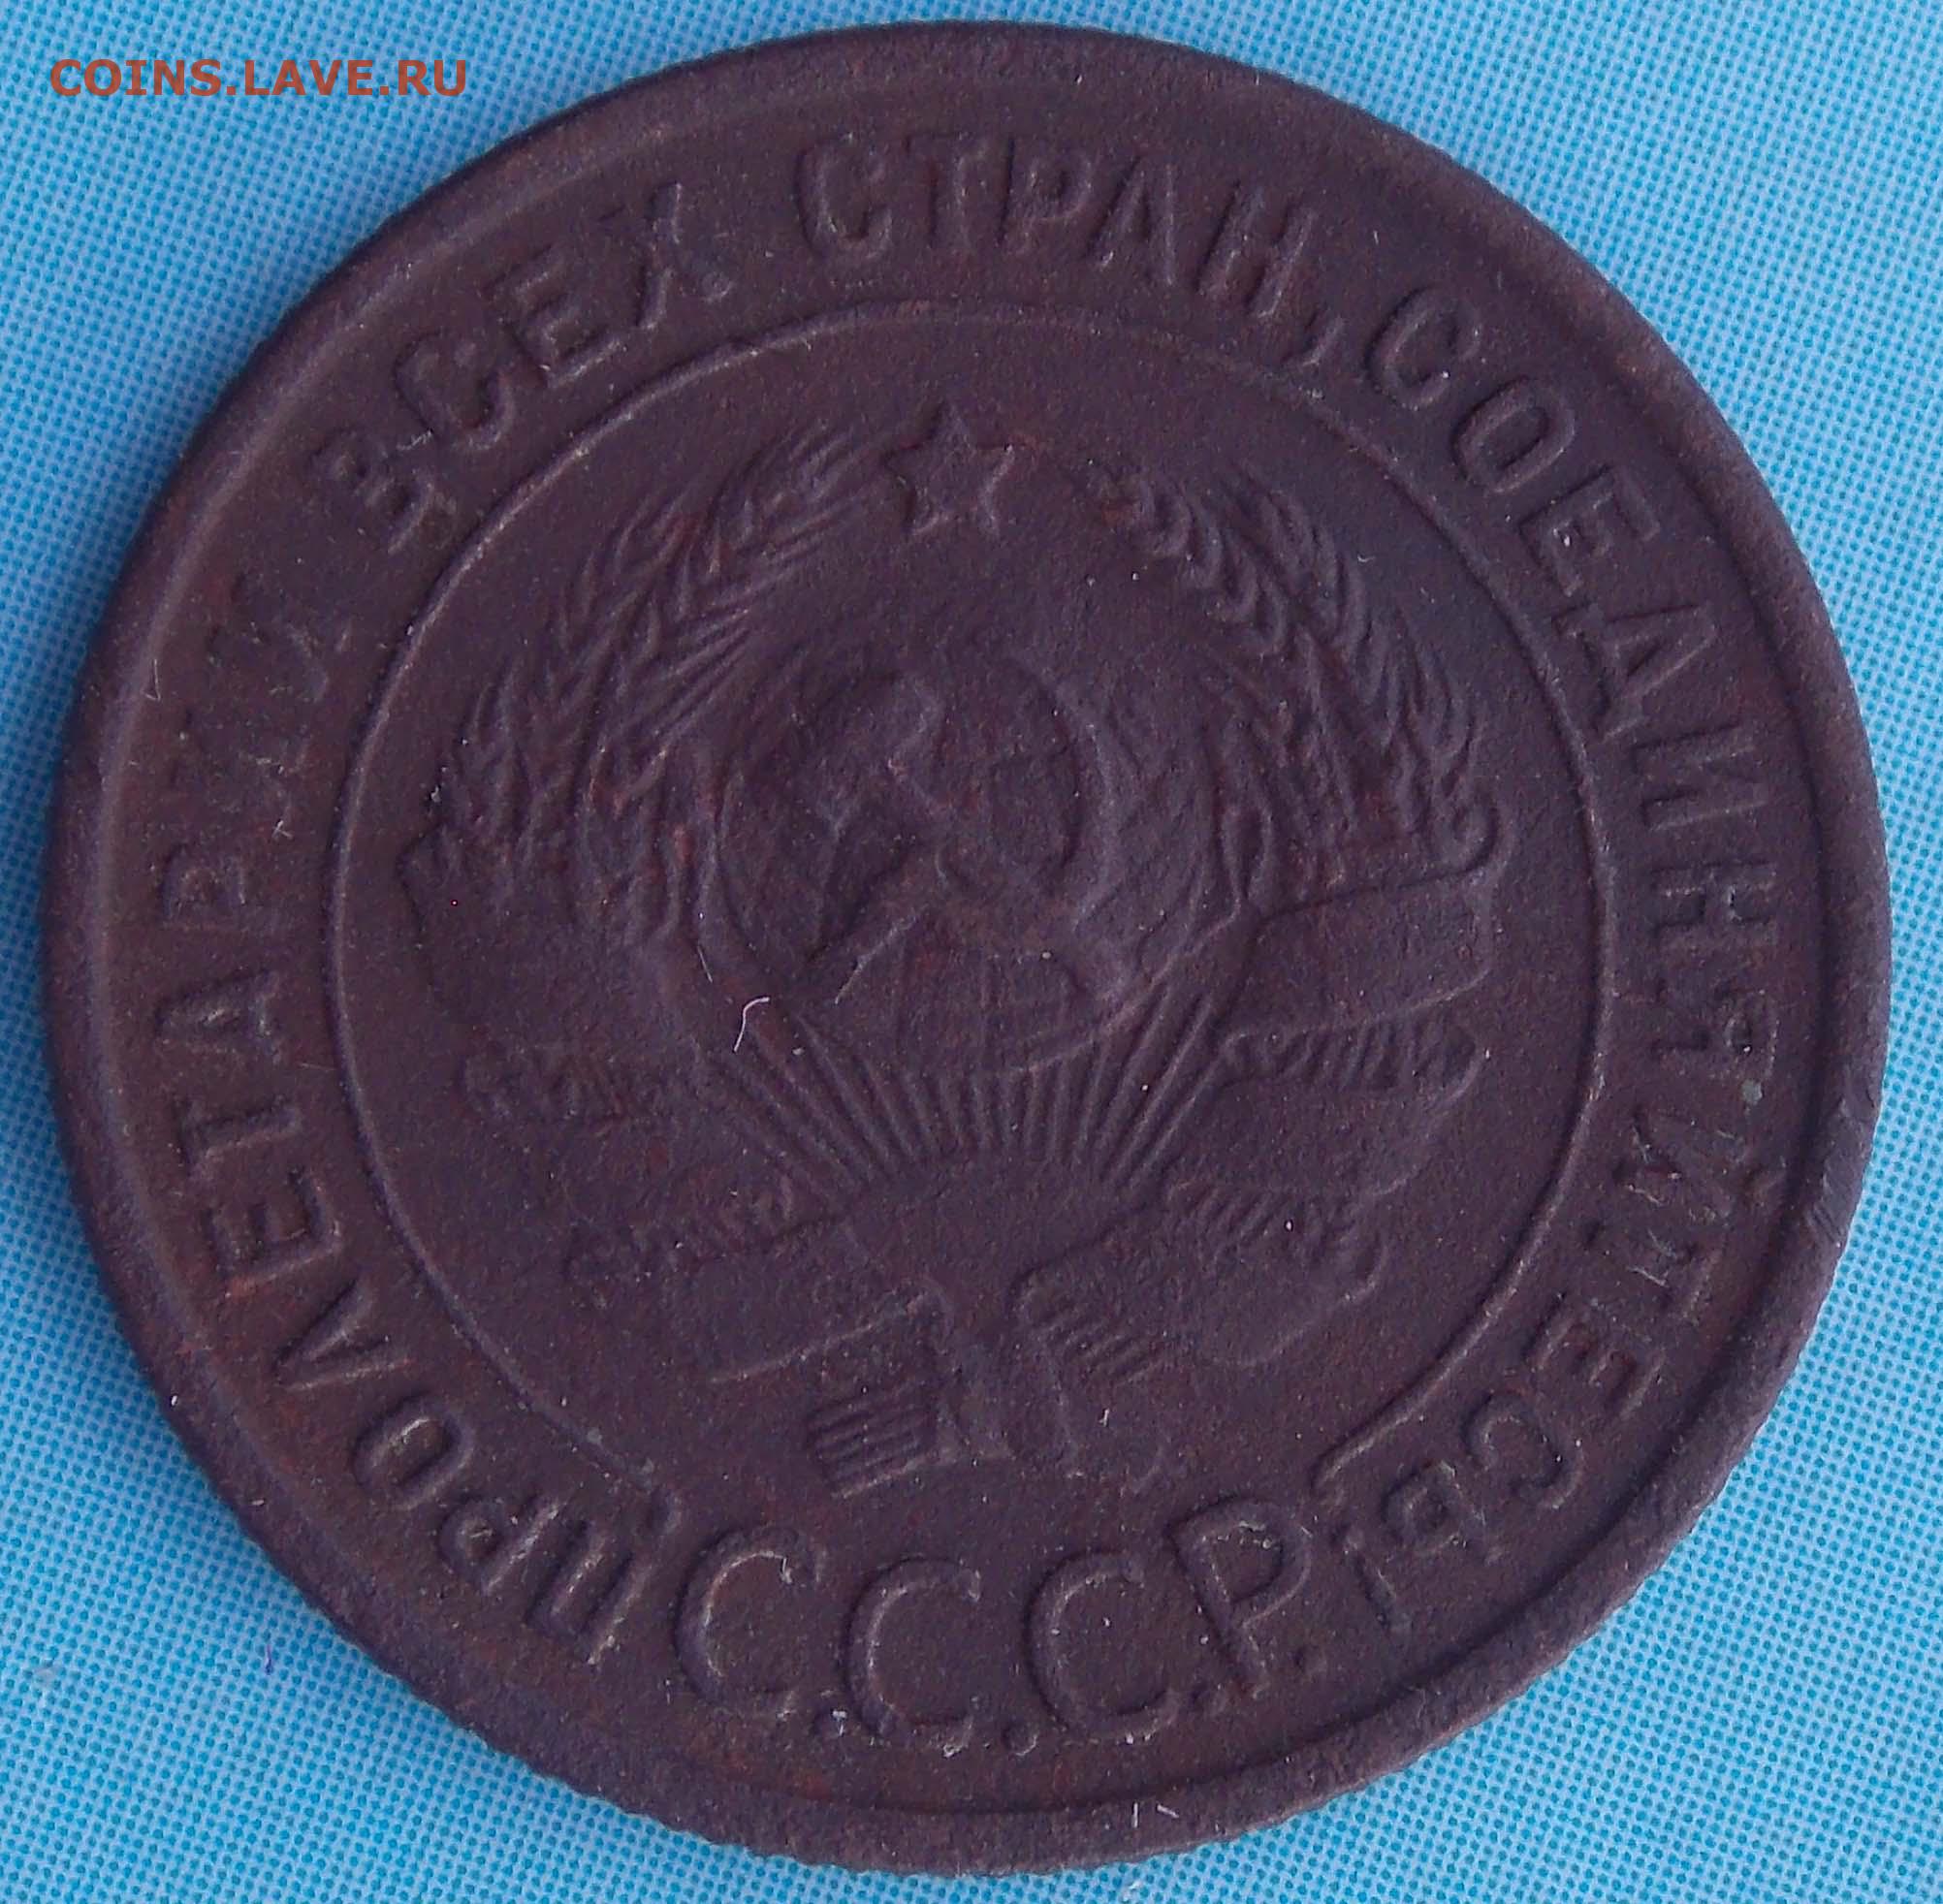 COINS.LAVE.RU
ПРОЛЕТАРИИ ВСЕХ СТРАН, СОЕДИНЯЙТЕСЬ!
С.С.С.Р.